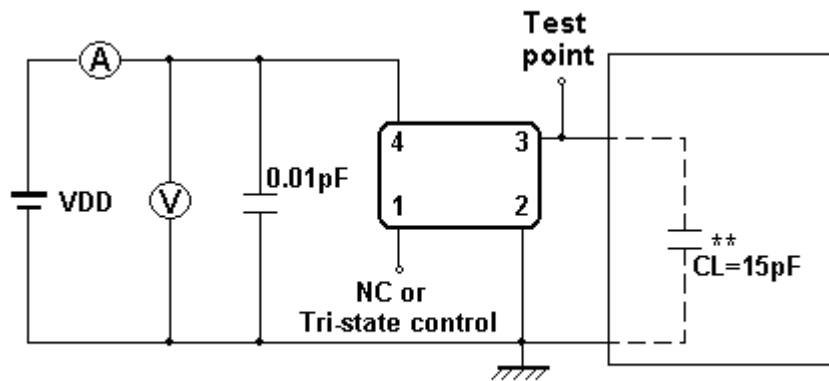 Test
point
A
4
3
0.01pF
VDD
V
1
2
**
CL=15pF
NC or
Tri-state control